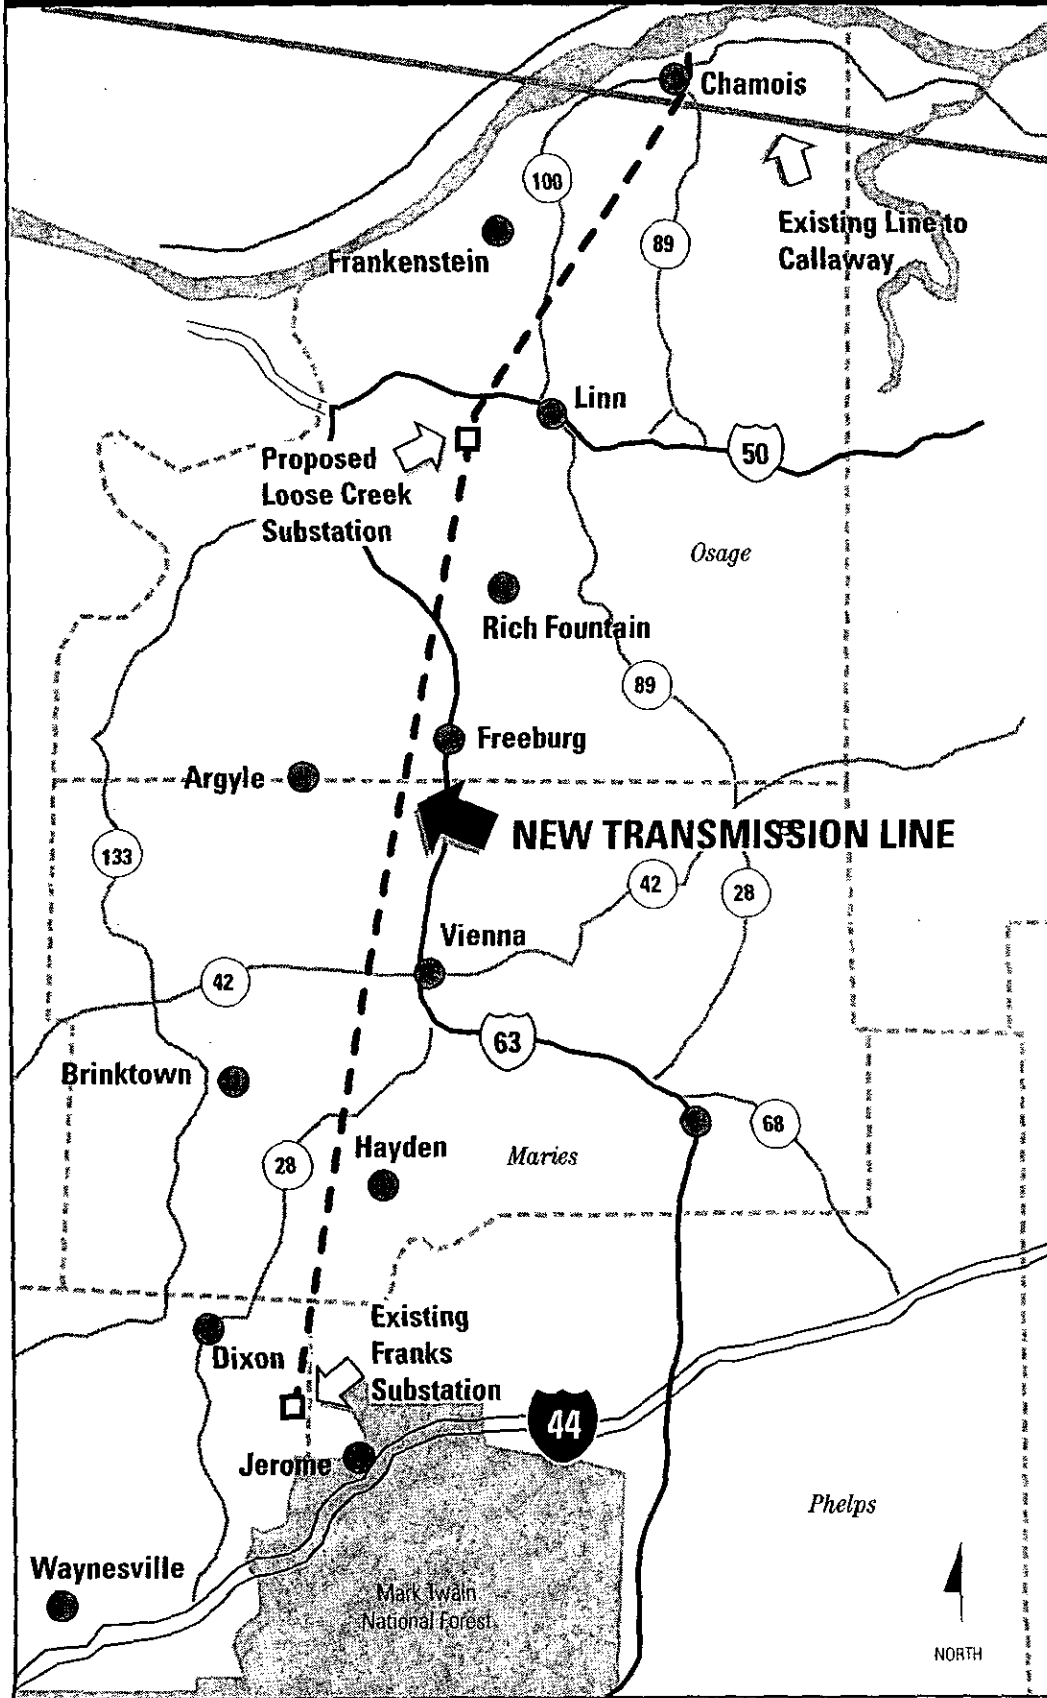 Chamois
100
Existing Line to
Callaway
89
Frankenstein
Linn
50
Proposed
Loose Creek
Substation
Osage
Rich Fountain
89
Freeburg
Argyle
NEW TRANSMISSION LINE
133
42
28
Vienna
42
63
Brinktown
68
Hayden
Maries
28
Existing
Franks
Substation
Dixon
44
Jerome
Phelps
Waynesville
Mark Twain
National Forest
NORTH